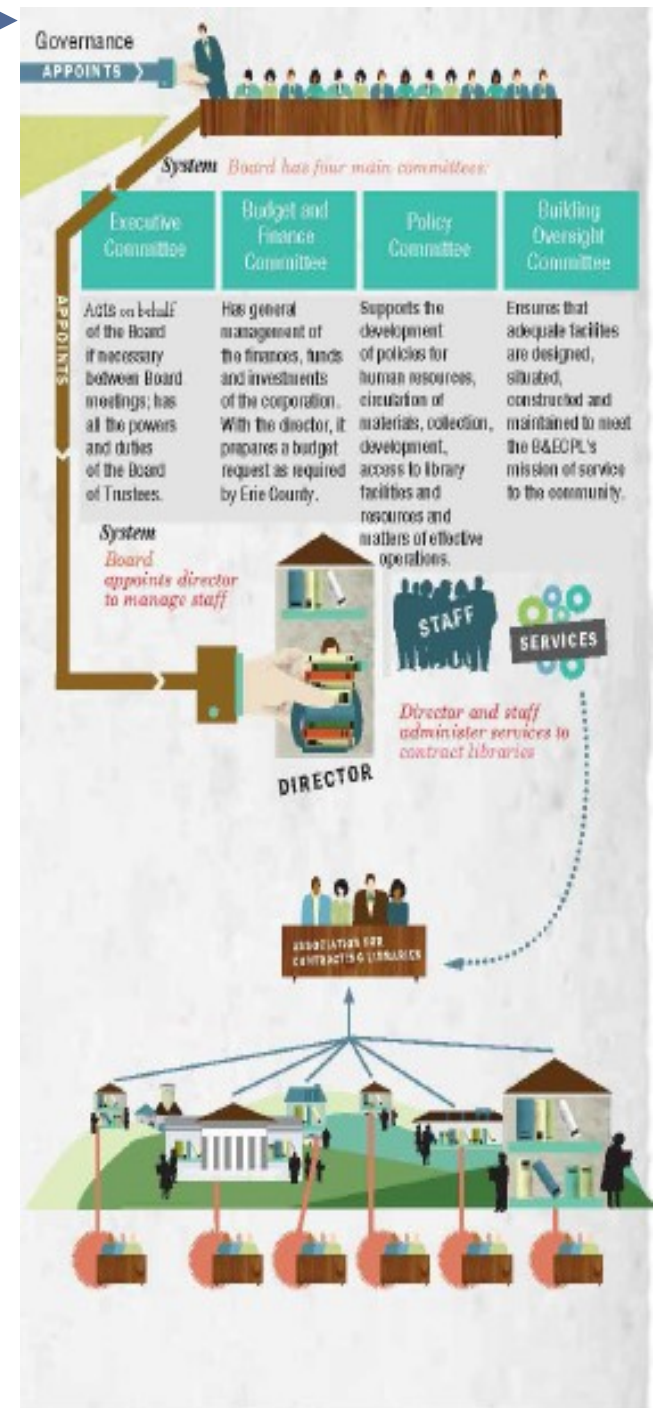 Governance
APPOINTS
System Board has four main committees:
Executive
Committee
Acts on behalf
of the Board
if necessary
between Board
meetings; has
all the powers
and duties
of the Board
of Trustees.
Budget and
Finance
Committee
Has general
management of
the finances, funds
and investments
of the corporation.
With the director, it
prepares a budget
request as required
by Erie County.
Policy
Committee
Supports the
development
of policies for
human resources,
circulation of
materials, collection,
development,
access to library
facilities and
resources and
matters of effective
operations.
Building
Oversight
Committee
Ensures that
adequate facilites
are designed,
situated,
constructed and
maintained to meet
the B&ECPL's
mission of service
to the community.
APPOINTS
System
Board
appoints director
to manage staff
STAFF
SERVICES
DIRECTOR
Director and staff
administer services to
contract libraries
ASSOCIATION FOR
CONTRACTING LIBRARIES